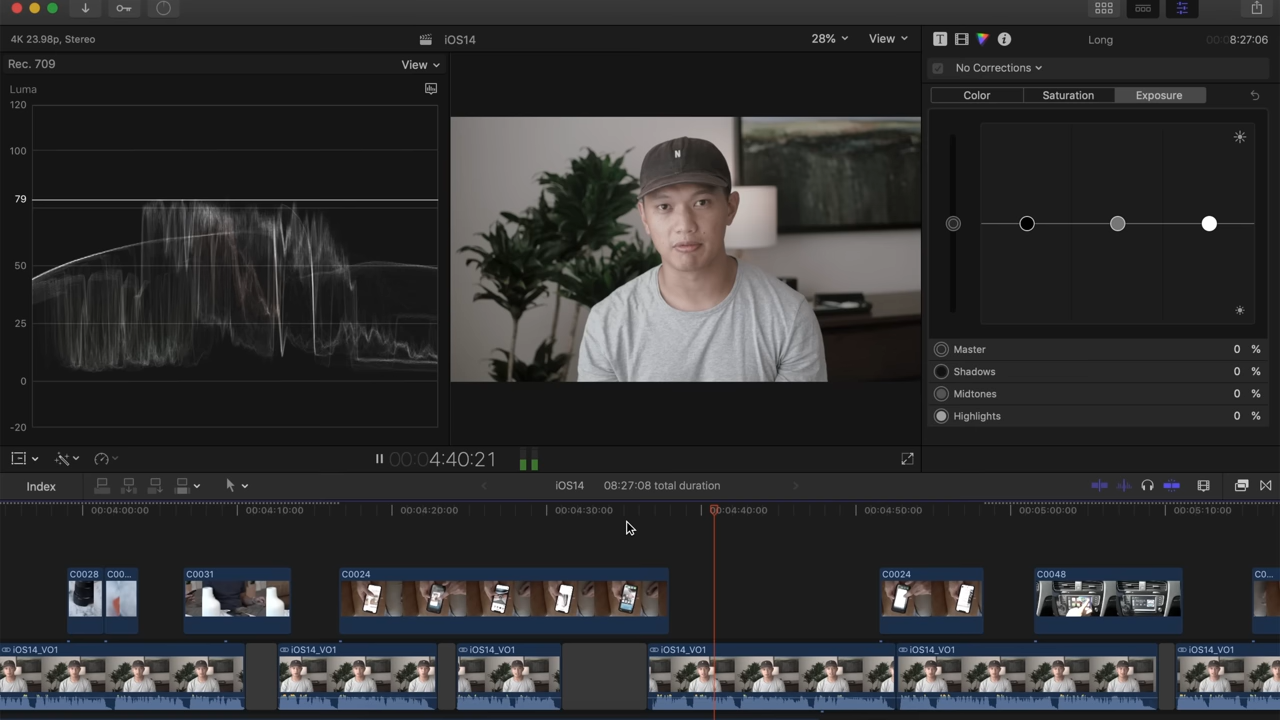 4K 23.98p, Stereo
iOS14
28%
View
Long
00:08:27:06
Rec. 709
View
No Corrections
Luma
Color
Saturation
Exposure
120
100
79
50
25
0
-20
N
Master 0 %
Shadows 0 %
Midtones 0 %
Highlights 0 %
00:04:40:21
Index
iOS14
08:27:08 total duration
00:04:00:00
00:04:10:00
00:04:20:00
00:04:30:00
00:04:40:00
00:04:50:00
00:05:00:00
00:05:10:00
C0028
C00...
C0031
C0024
C0024
C0048
C0...
iOS14_VO1
iOS14_VO1
iOS14_VO1
iOS14_VO1
iOS14_VO1
iOS14_VO1